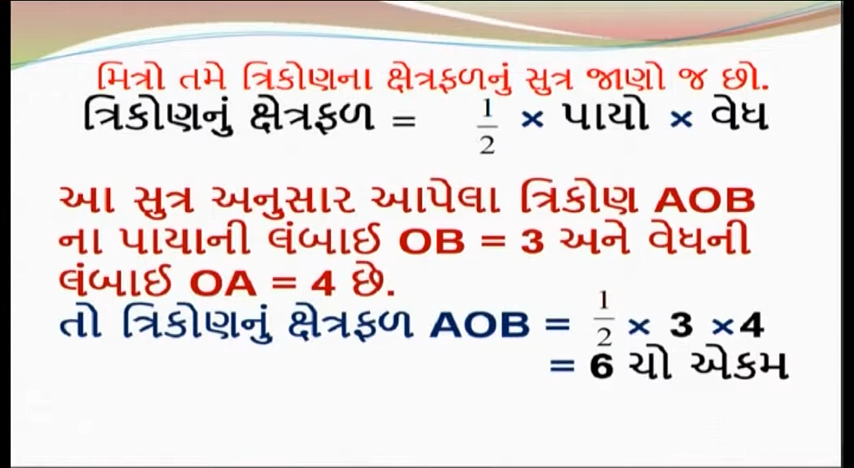 મિત્રો તમે ત્રિકોણના ક્ષેત્રફળનું સુત્ર જાણો જ છો.
ત્રિકોણનું ક્ષેત્રફળ = 1/2 × પાયો × વેધ
આ સુત્ર અનુસાર આપેલા ત્રિકોણ AOB
ના પાયાની લંબાઈ OB = 3 અને વેધની
લંબાઈ OA = 4 છે.
તો ત્રિકોણનું ક્ષેત્રફળ AOB = 1/2 × 3 ×4
= 6 ચો એકમ